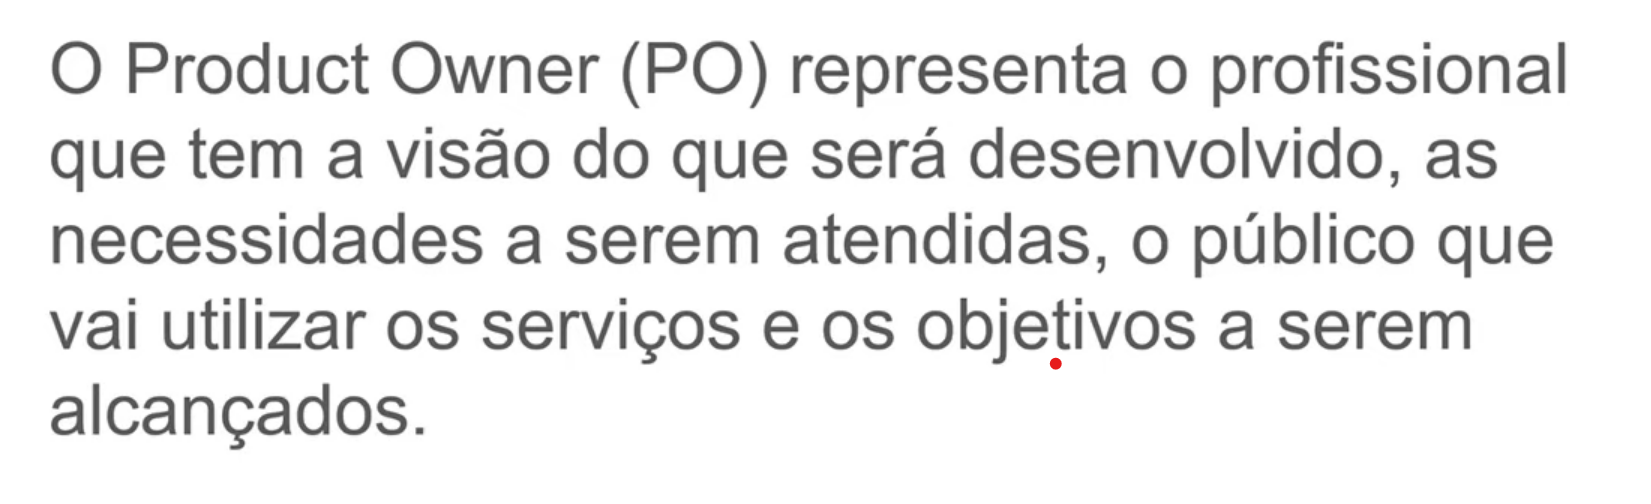 O Product Owner (PO) representa o profissional
que tem a visão do que será desenvolvido, as
necessidades a serem atendidas, o público que
vai utilizar os serviços e os objetivos a serem
alcançados.